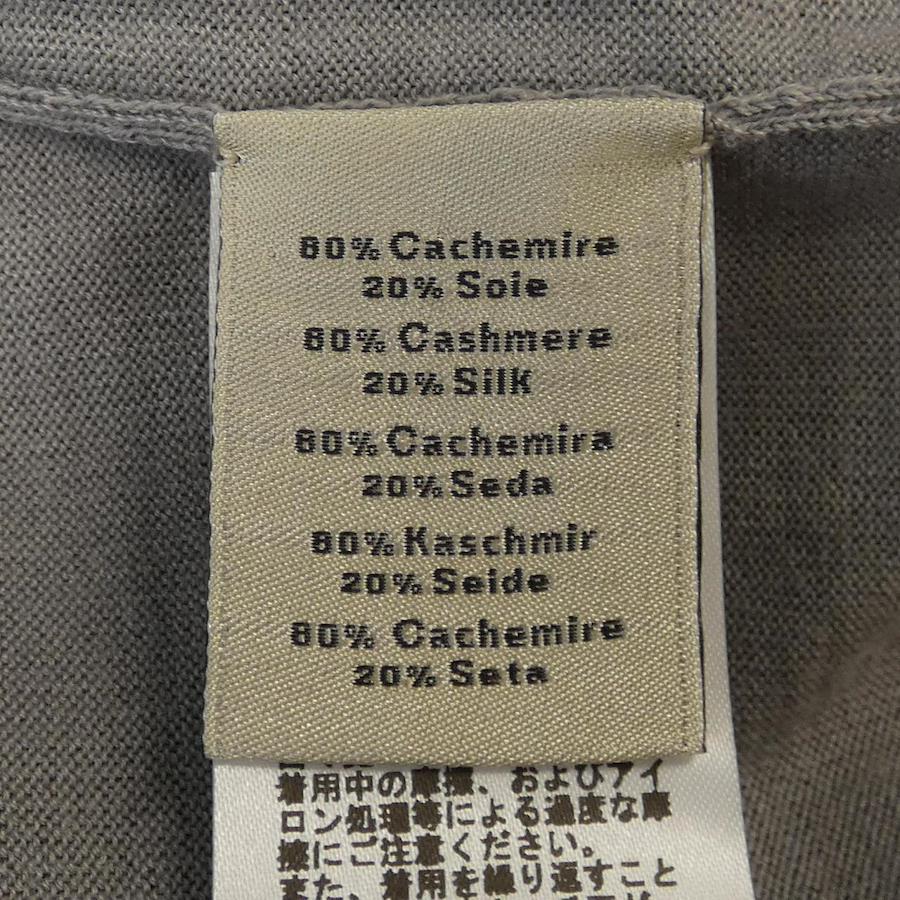 80% Cachemire
20% Soie
80% Cashmere
20% Silk
80% Cachemira
20% Seda
80% Kaschmir
20% Seide
80% Cachemire
20% Seta
着用中の摩擦、およびアイ
ロン処理等による過度な摩
擦にご注意ください。
また、着用を繰り返すこと